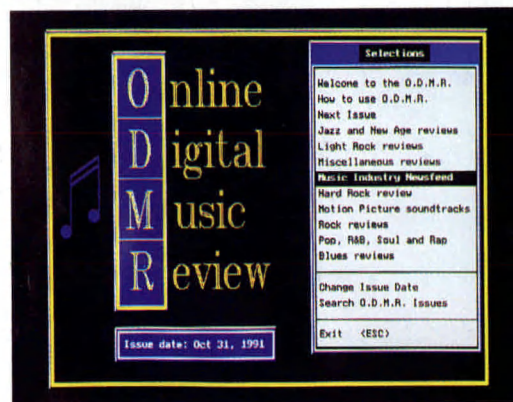 Online
Digital
Music
Review
Issue date: Oct 31, 1991
Selections
Welcome to the O.D.M.R.
How to use O.D.M.R.
Next Issue
Jazz and New Age reviews
Light Rock reviews
Miscellaneous reviews
Music Industry Newsfeed
Hard Rock review
Motion Picture soundtracks
Rock reviews
Pop, R&B, Soul and Rap
Blues reviews
Change Issue Date
Search O.D.M.R. Issues
Exit <ESC>